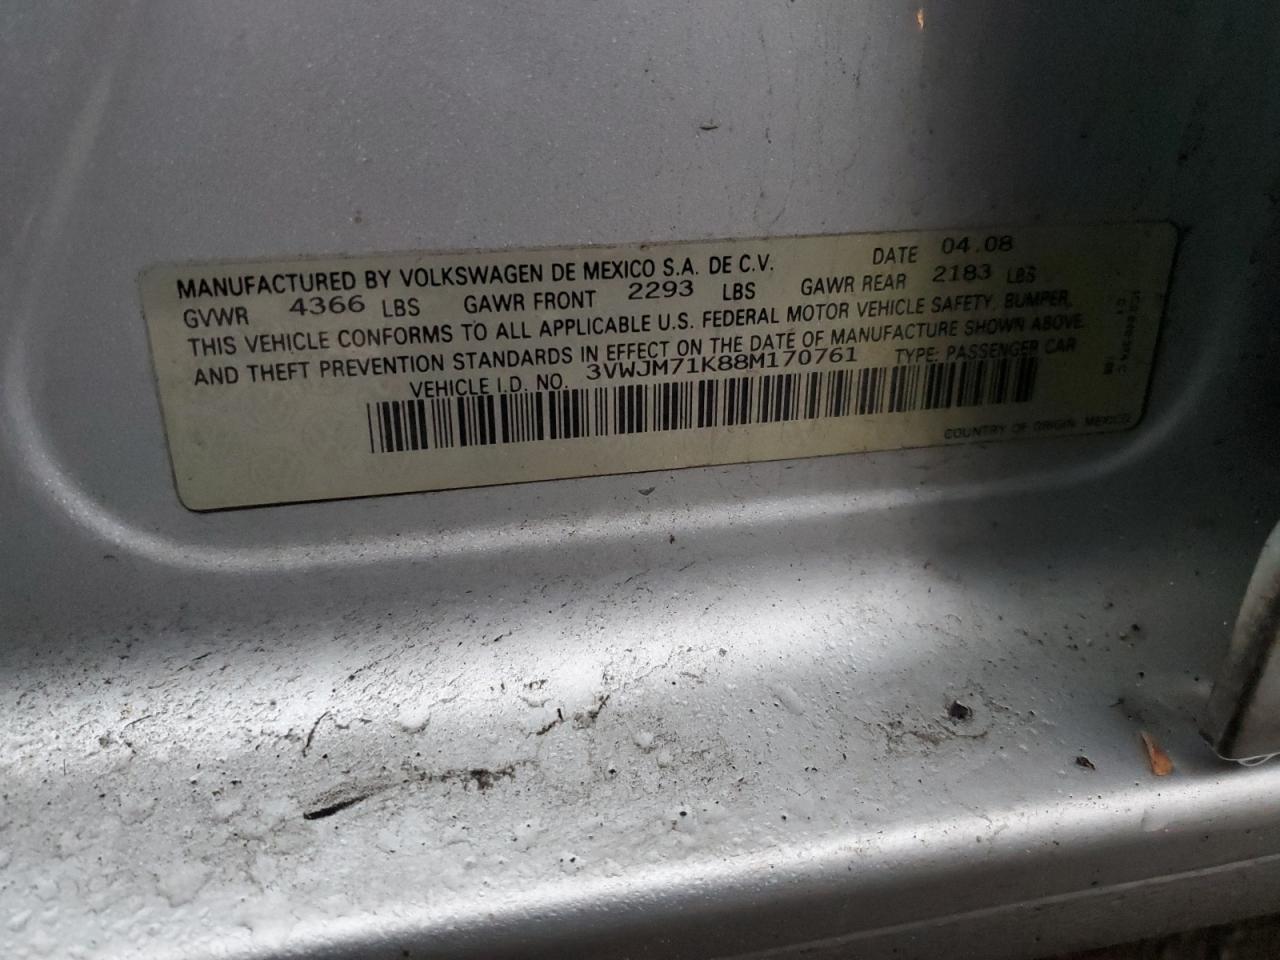 MANUFACTURED BY VOLKSWAGEN DE MEXICO S.A. DE C.V. DATE 04.08
GVWR 4366 LBS GAWR FRONT 2293 LBS GAWR REAR 2183 LBS
THIS VEHICLE CONFORMS TO ALL APPLICABLE U.S. FEDERAL MOTOR VEHICLE SAFETY, BUMPER,
AND THEFT PREVENTION STANDARDS IN EFFECT ON THE DATE OF MANUFACTURE SHOWN ABOVE.
VEHICLE I.D. NO. 3VWJM71K88M170761 TYPE: PASSENGER CAR
COUNTRY OF ORIGIN: MEXICO